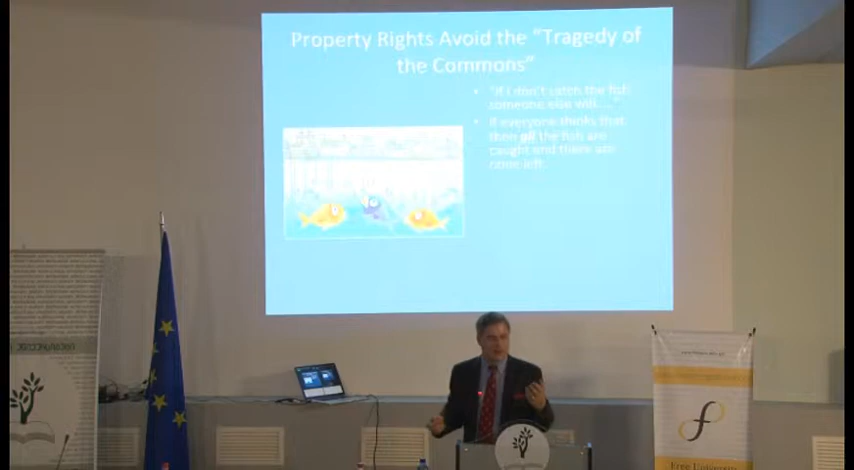 Property Rights Avoid the "Tragedy of
the Commons"
• "If I don't catch the fish
someone else will....."
• If everyone thinks that
then all the fish are
caught and there are
none left.
Free University